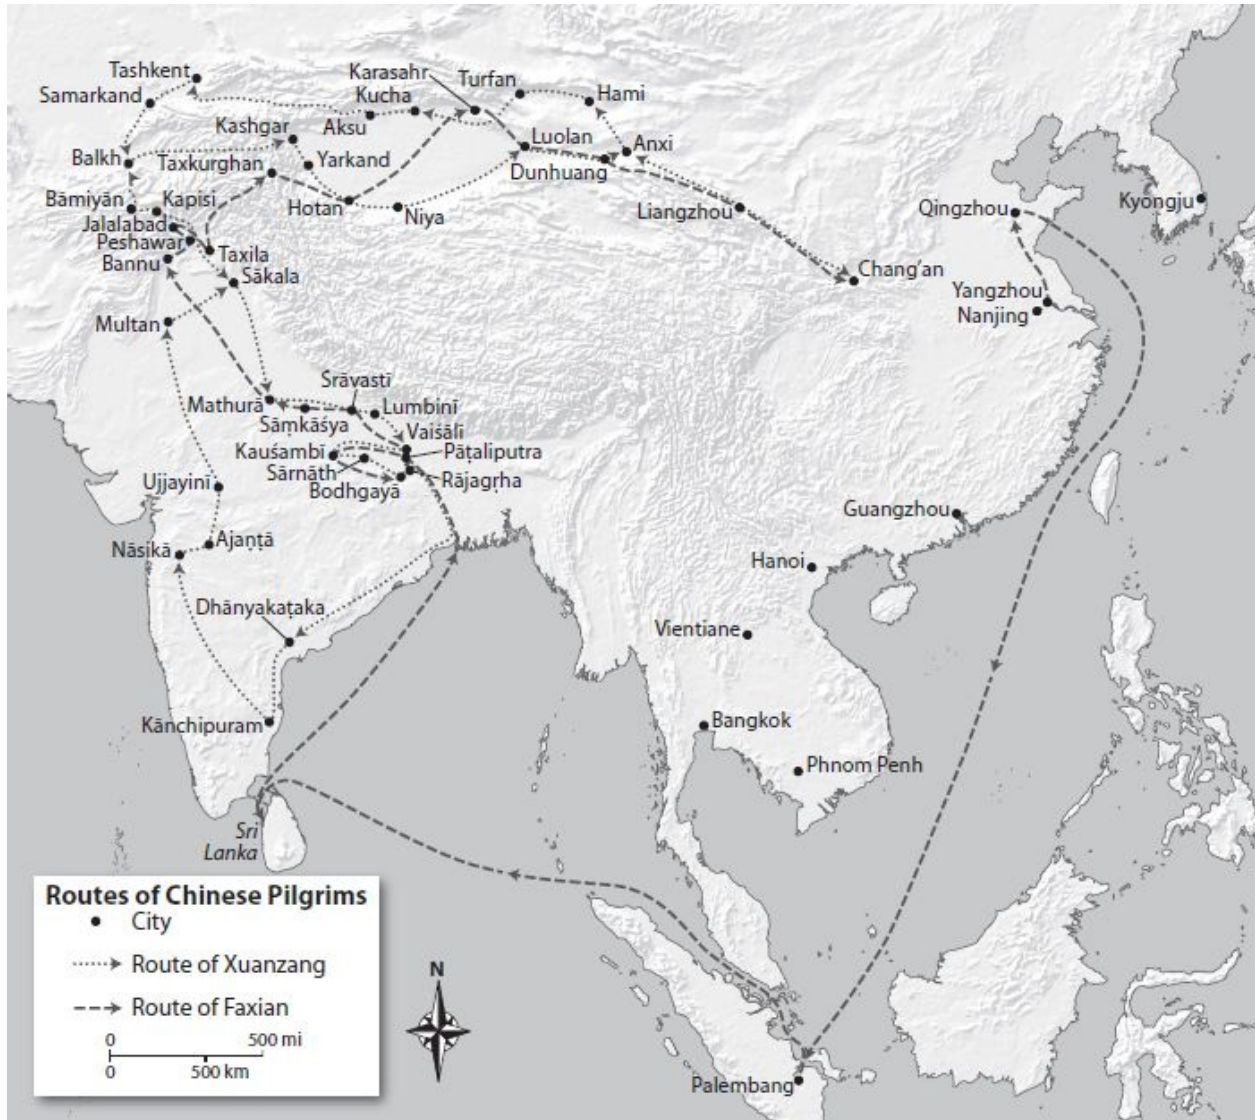 Tashkent
Samarkand
Karasahr
Kucha
Turfan
Hami
Aksu
Kashgar
Yarkand
Luolan
Anxi
Dunhuang
Balkh
Taxkurghan
Bāmiyān
Kapisi
Jalalabad
Peshawar
Bannu
Taxila
Sākala
Hotan
Niya
Liangzhou
Chang'an
Qingzhou
Kyŏngju
Yangzhou
Nanjing
Multan
Mathurā
Srāvastī
Lumbinī
Sāṃkāśya
Vaiśālī
Kauśambī
Pāṭaliputra
Sārnāth
Rājagṛha
Bodhgayā
Ujjayinī
Ajaṇṭā
Nāsikā
Guangzhou
Hanoi
Dhānyakaṭaka
Vientiane
Kānchipuram
Bangkok
Phnom Penh
Sri
Lanka
Palembang
Routes of Chinese Pilgrims
City
Route of Xuanzang
Route of Faxian
0 500 mi
0 500 km
N